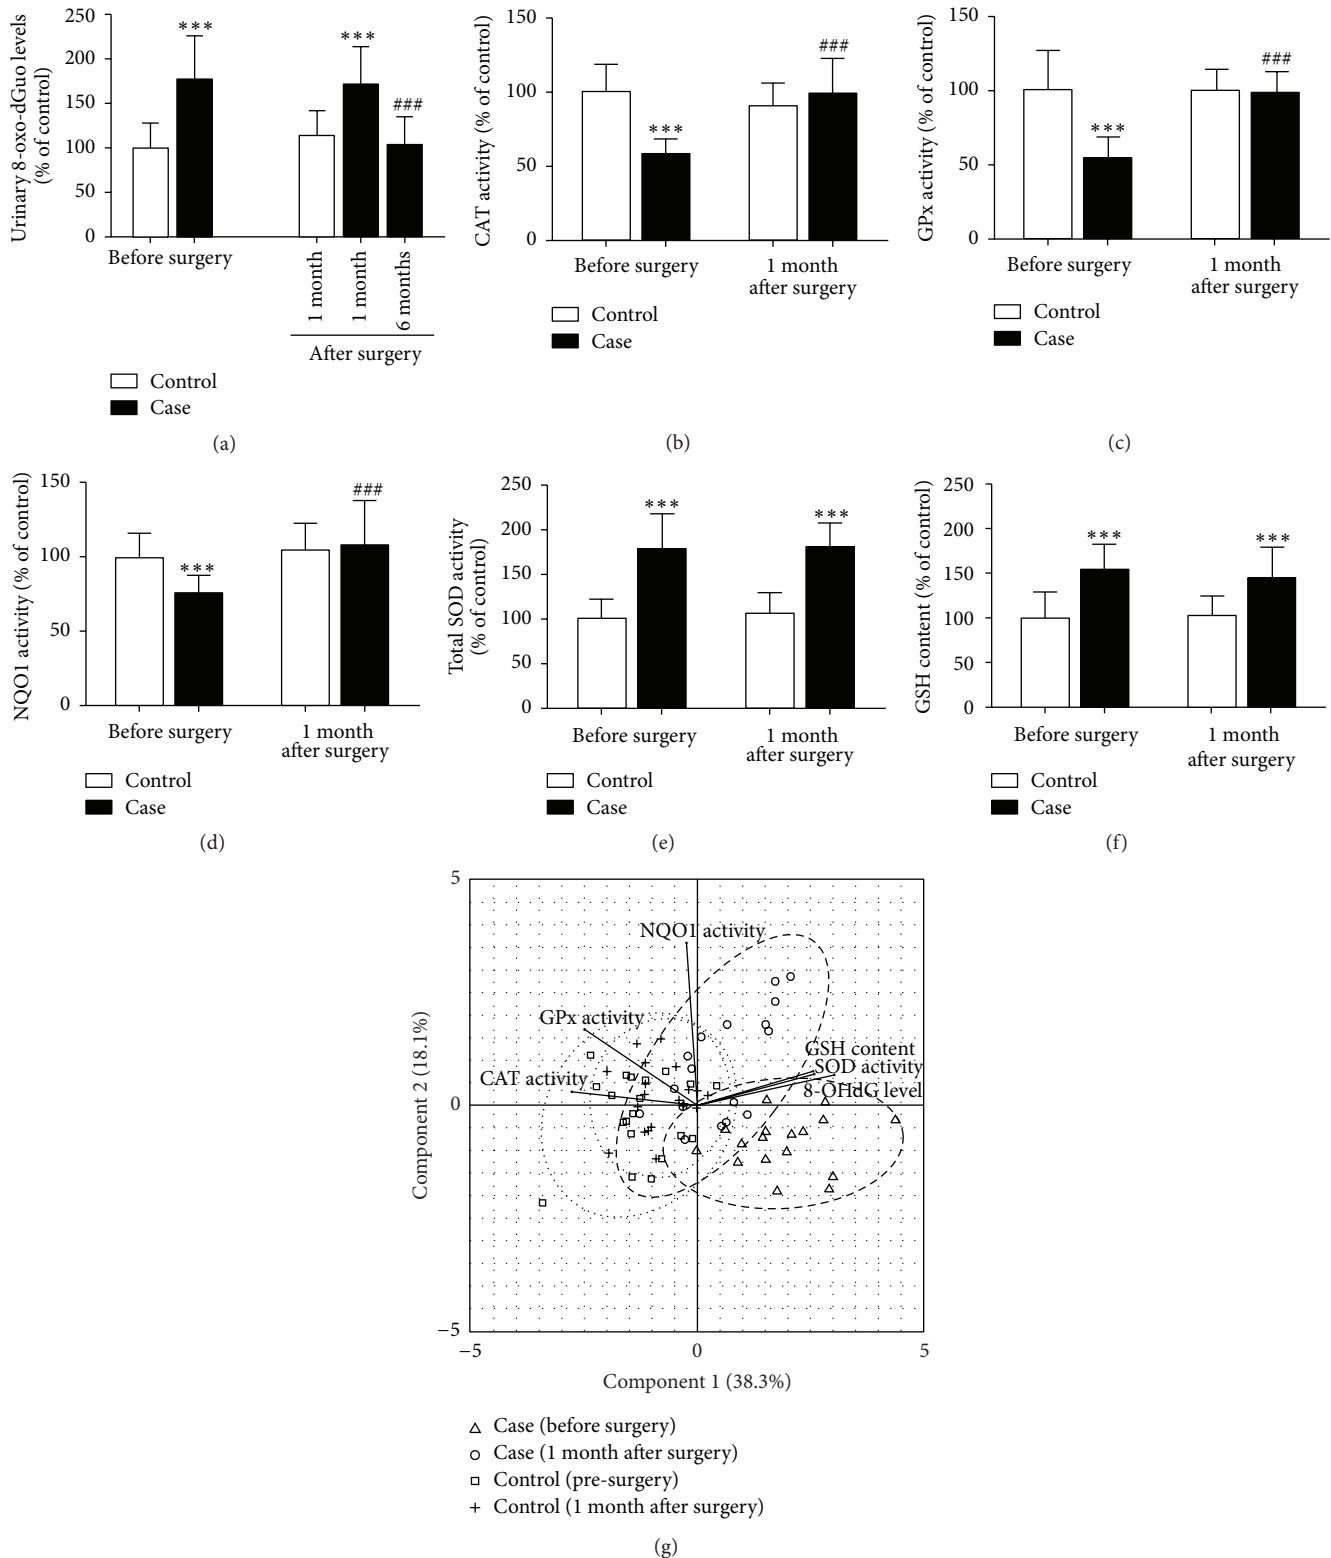 Urinary 8-oxo-dGuo levels
(% of control)
250
200
150
100
50
0
***
***
###
Before surgery
1 month
1 month
6 months
After surgery
Control
Case
(a)
CAT activity (% of control)
150
100
50
0
***
###
Before surgery
1 month
after surgery
Control
Case
(b)
GPx activity (% of control)
150
100
50
0
***
###
Before surgery
1 month
after surgery
Control
Case
(c)
NQO1 activity (% of control)
150
100
50
0
***
###
Before surgery
1 month
after surgery
Control
Case
(d)
Total SOD activity
(% of control)
250
200
150
100
50
0
***
***
Before surgery
1 month
after surgery
Control
Case
(e)
GSH content (% of control)
250
200
150
100
50
0
***
***
Before surgery
1 month
after surgery
Control
Case
(f)
Component 2 (18.1%)
5
0
−5
NQO1 activity
GPx activity
CAT activity
GSH content
SOD activity
8-OHdG level
−5
0
5
Component 1 (38.3%)
Case (before surgery)
Case (1 month after surgery)
Control (pre-surgery)
Control (1 month after surgery)
(g)